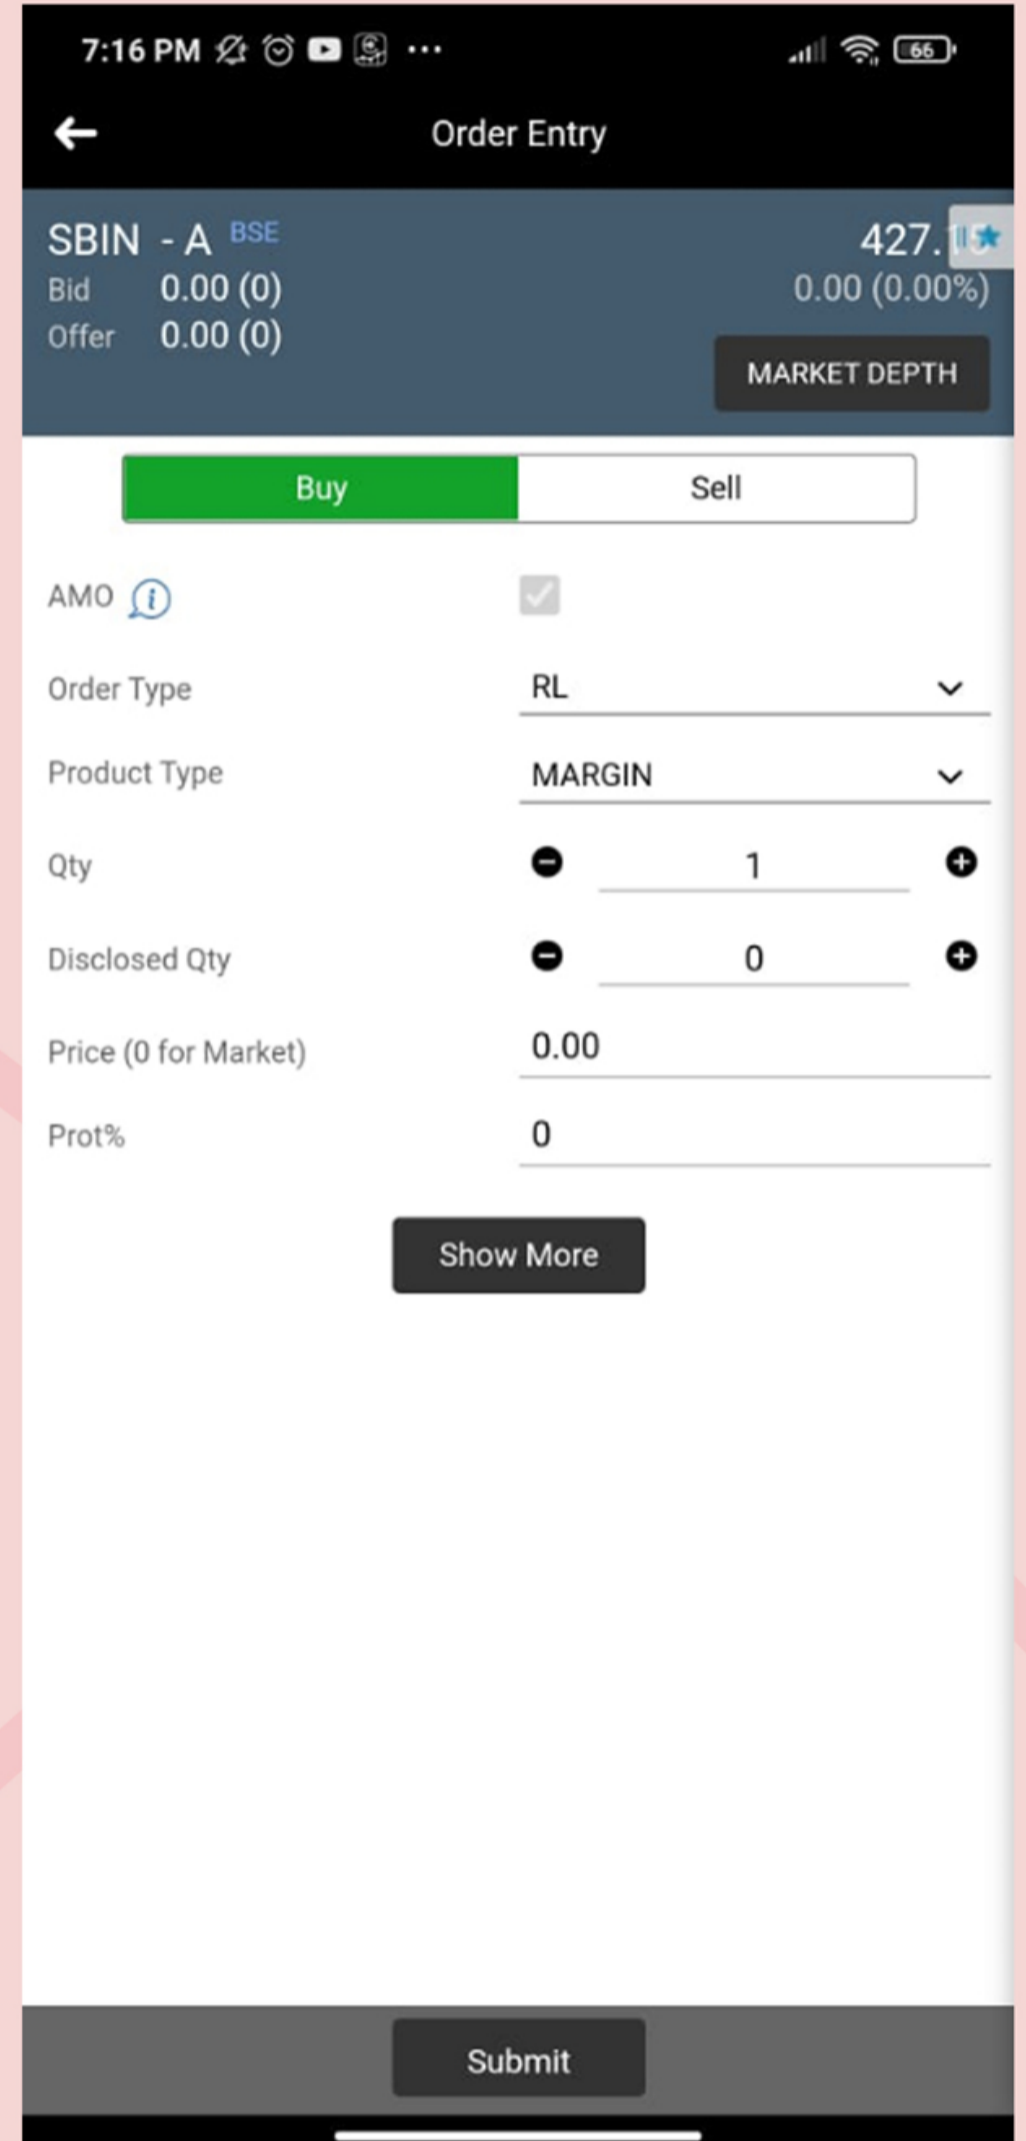 7:16 PM
66
Order Entry
SBIN - A BSE
427.15
Bid 0.00 (0)
0.00 (0.00%)
Offer 0.00 (0)
MARKET DEPTH
Buy
Sell
AMO i
Order Type
RL
Product Type
MARGIN
Qty
1
Disclosed Qty
0
Price (0 for Market)
0.00
Prot%
0
Show More
Submit